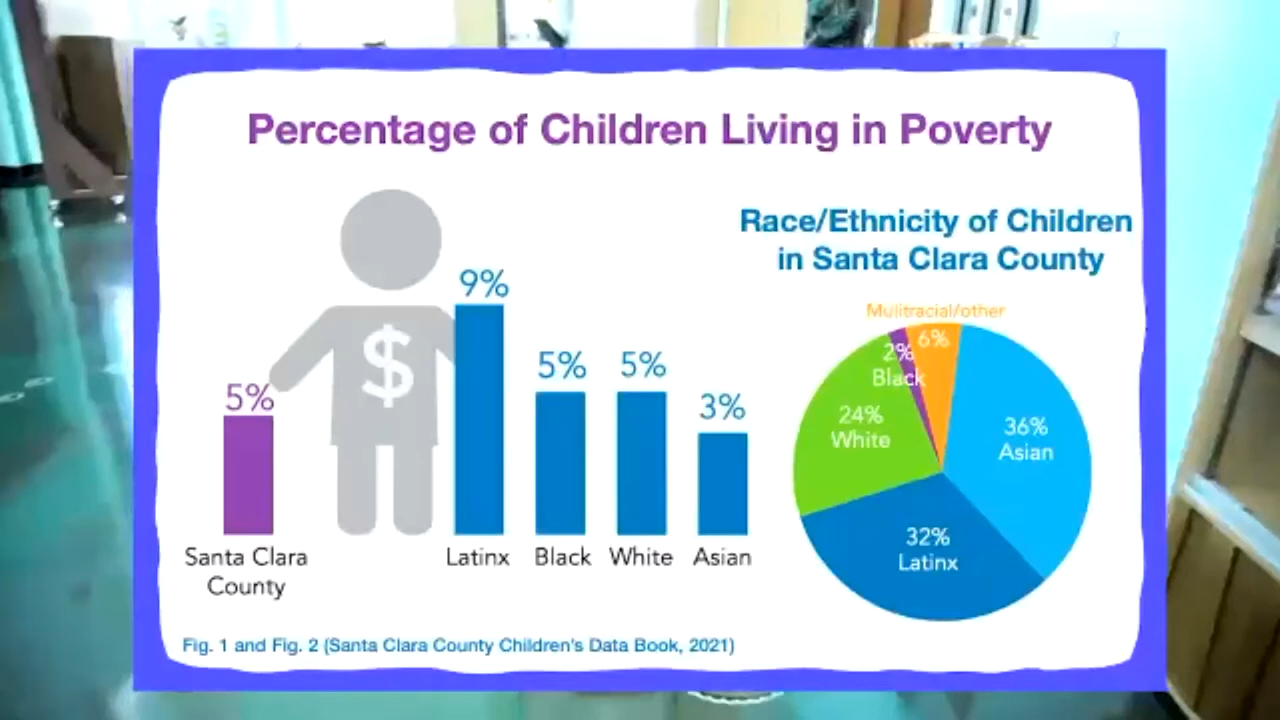 Percentage of Children Living in Poverty
Race/Ethnicity of Children
in Santa Clara County
$
5%
9%
5%
5%
3%
Santa Clara
County
Latinx
Black
White
Asian
Mulitracial/other
6%
2%
Black
24%
White
36%
Asian
32%
Latinx
Fig. 1 and Fig. 2 (Santa Clara County Children's Data Book, 2021)